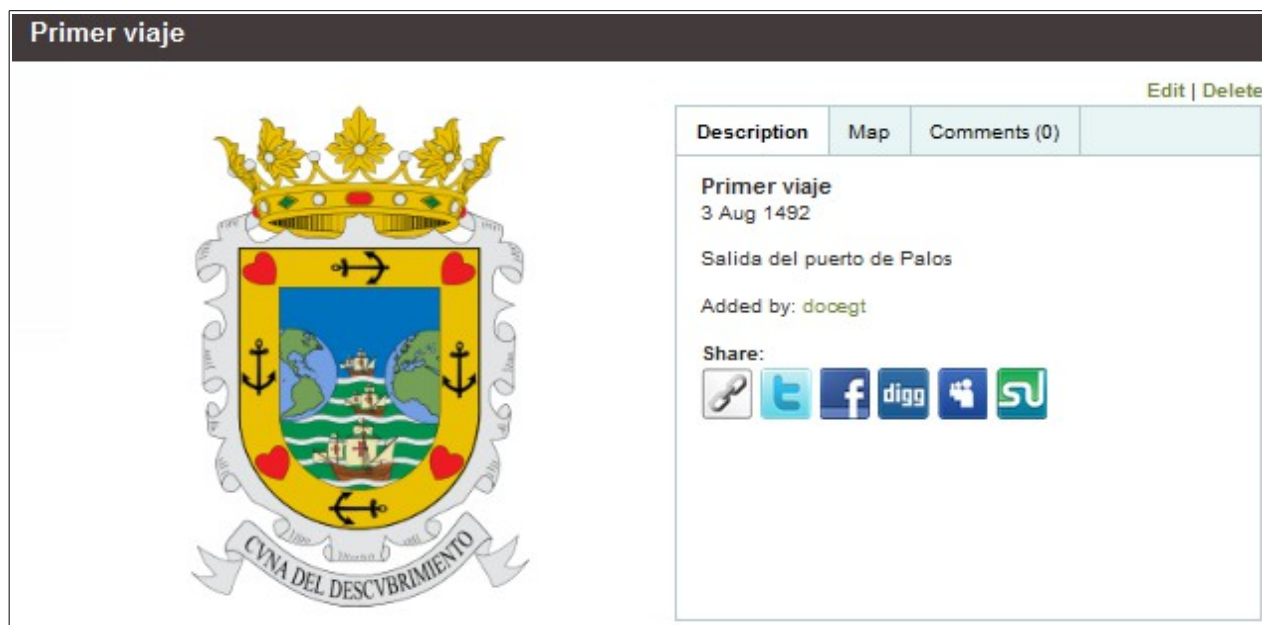 Primer viaje
Edit | Delete
Description
Map
Comments (0)
Primer viaje
3 Aug 1492
Salida del puerto de Palos
Added by: docegt
Share:
digg
CVNA DEL DESCVBRIMIENTO